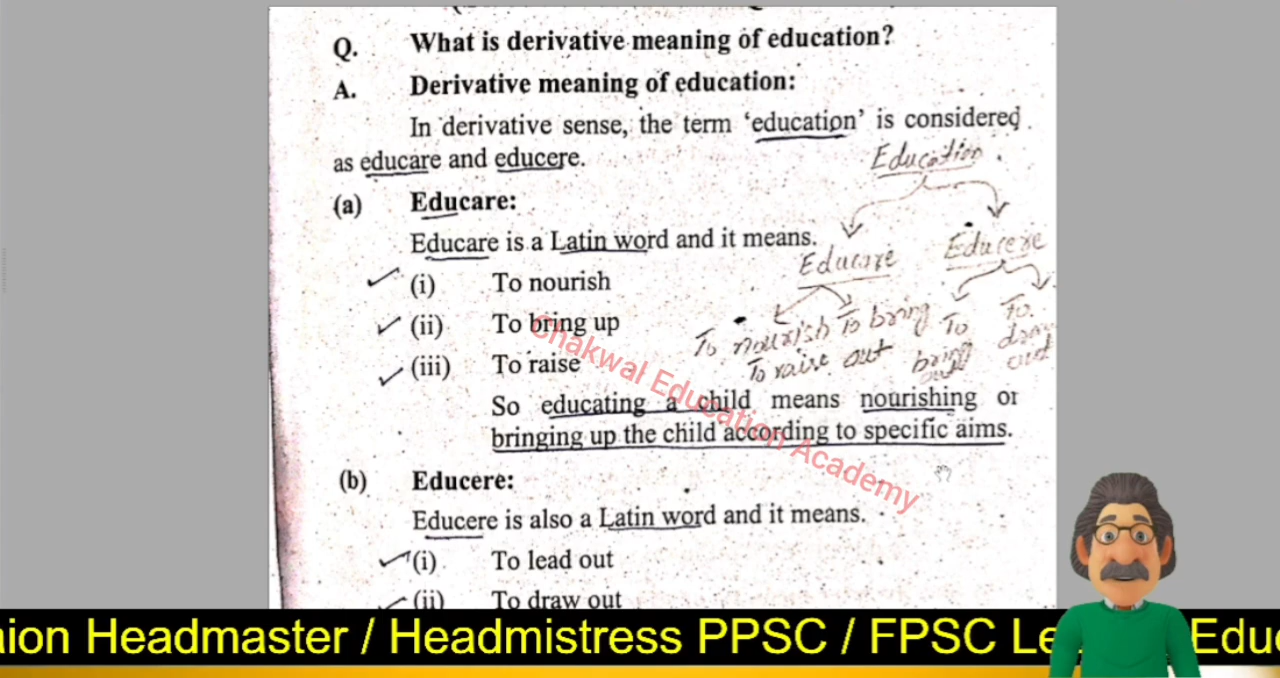 Q. What is derivative meaning of education?
A. Derivative meaning of education:
In derivative sense, the term 'education' is considered
as educare and educere.
Education.
(a) Educare:
Educare is a Latin word and it means.
Educare Educere
(i) To nourish
(ii) To bring up
(iii) To raise
To nourish To bring out
To raise
To bring out
To draw out
So educating a child means nourishing or
bringing up the child according to specific aims.
Chakwal Education Academy
(b) Educere:
Educere is also a Latin word and it means.
(i) To lead out
(ii) To draw out
Headmaster / Headmistress PPSC / FPSC